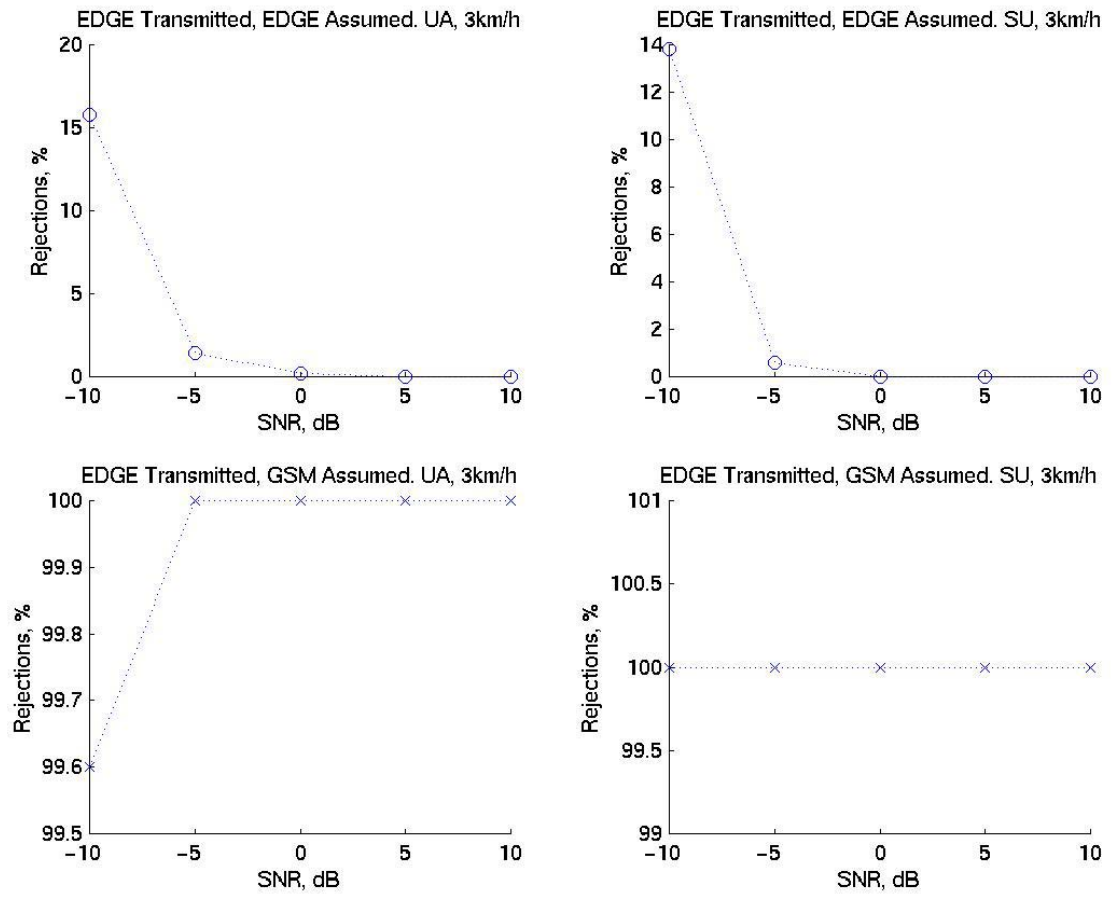 EDGE Transmitted, EDGE Assumed. UA, 3km/h
20
15
10
5
0
Rejections, %
−10 −5 0 5 10
SNR, dB
EDGE Transmitted, EDGE Assumed. SU, 3km/h
14
12
10
8
6
4
2
0
Rejections, %
−10 −5 0 5 10
SNR, dB
EDGE Transmitted, GSM Assumed. UA, 3km/h
100
99.9
99.8
99.7
99.6
99.5
Rejections, %
−10 −5 0 5 10
SNR, dB
EDGE Transmitted, GSM Assumed. SU, 3km/h
101
100.5
100
99.5
99
Rejections, %
−10 −5 0 5 10
SNR, dB